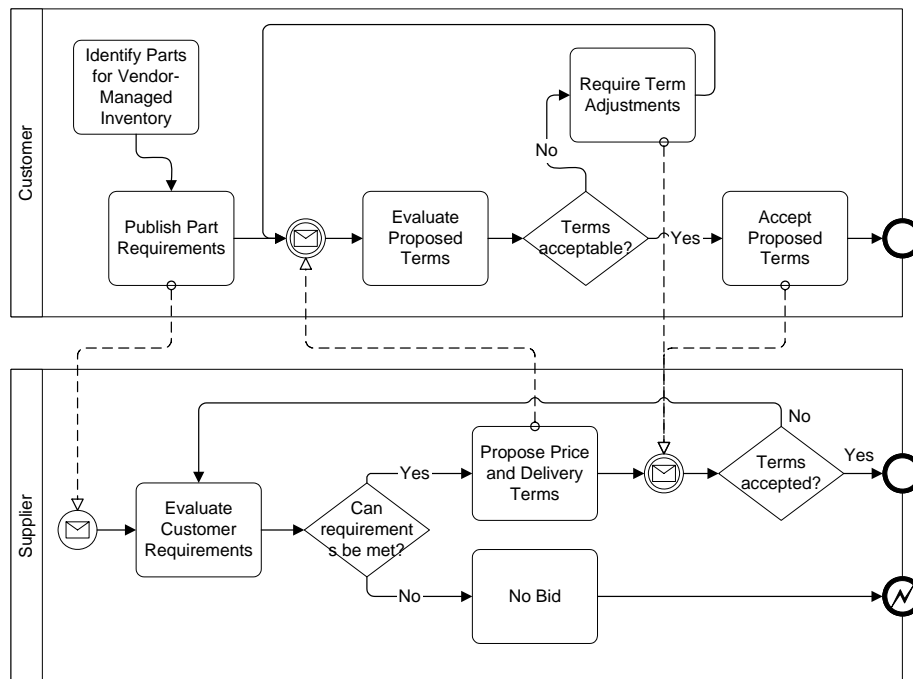 Customer
Identify Parts
for Vendor-
Managed
Inventory
Publish Part
Requirements
Evaluate
Proposed
Terms
Terms
acceptable?
No
Require Term
Adjustments
Yes
Accept
Proposed
Terms
Supplier
Evaluate
Customer
Requirements
Can
requirement
s be met?
Yes
Propose Price
and Delivery
Terms
Terms
accepted?
No
Yes
No
No Bid